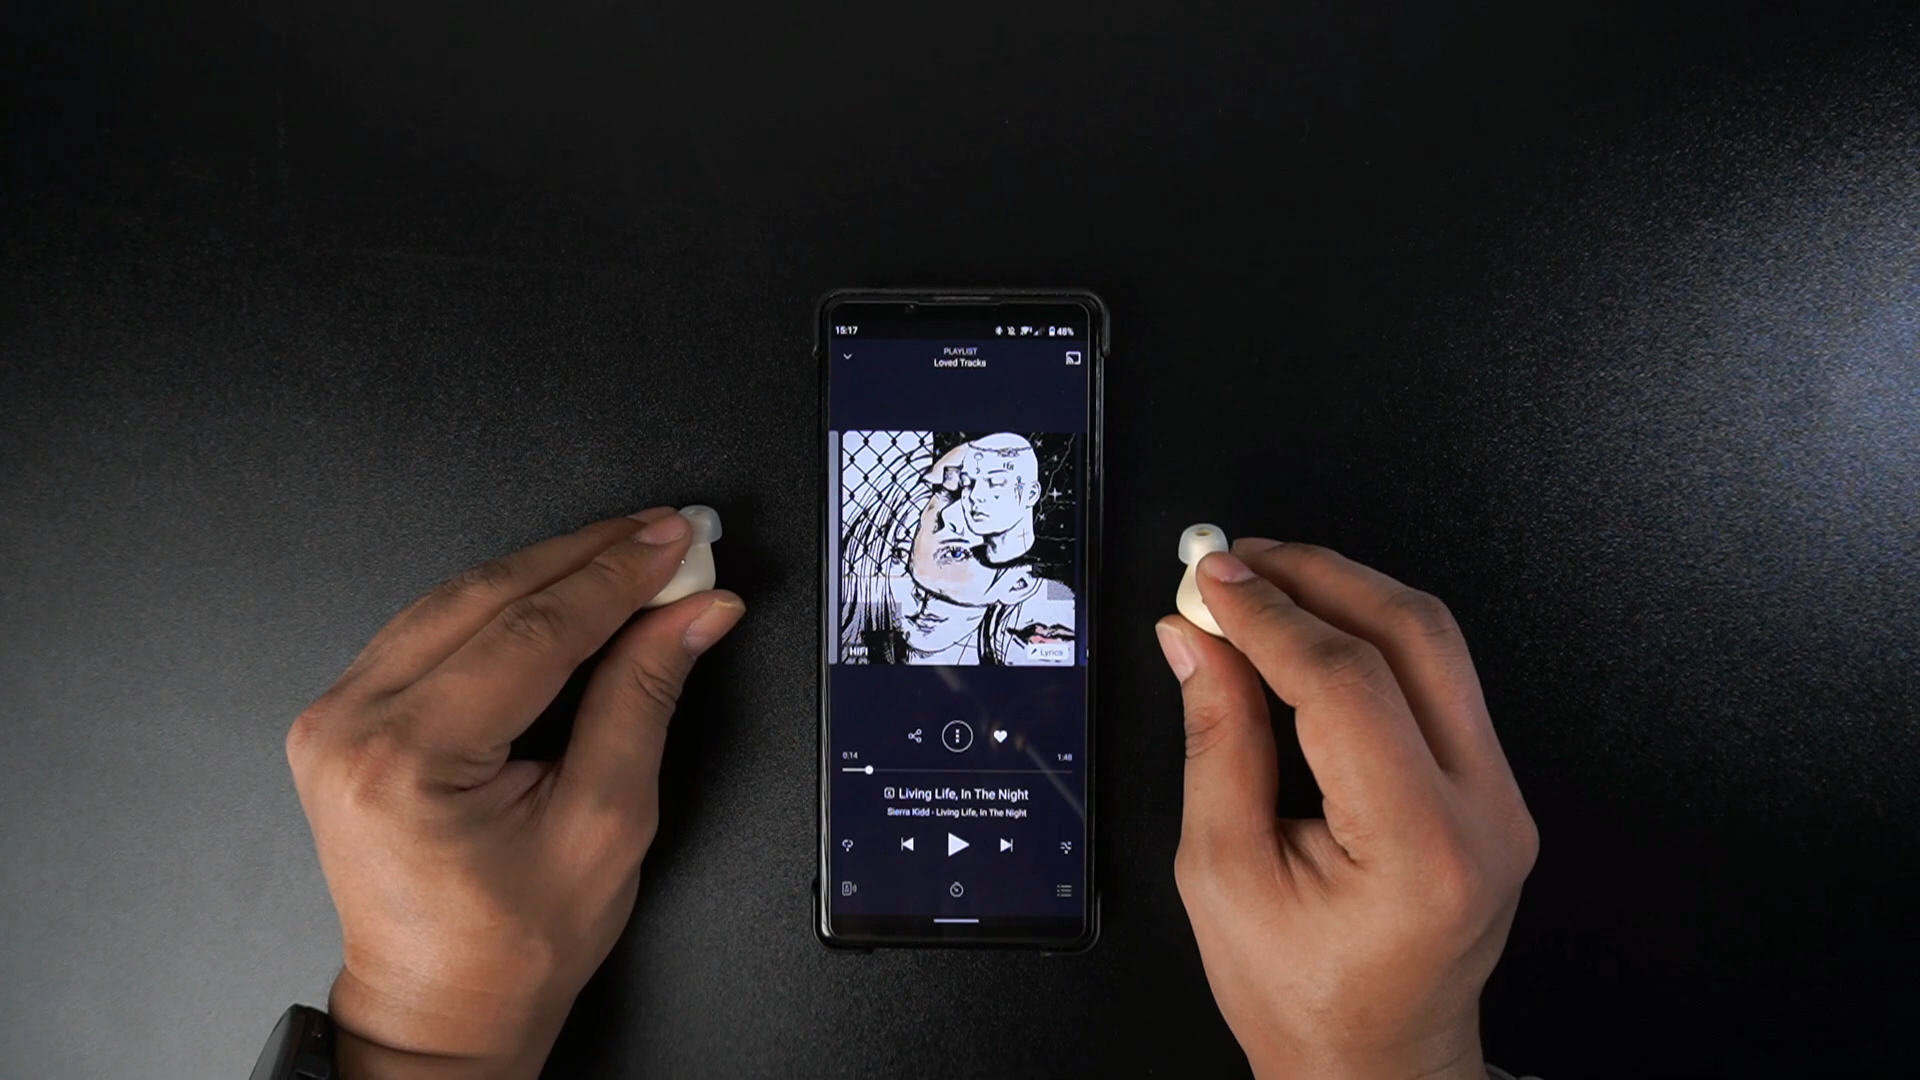 15:17
48%
PLAYLIST
Loved Tracks
HIFI
Lyrics
0:14
1:48
Living Life, In The Night
Sierra Kidd - Living Life, In The Night